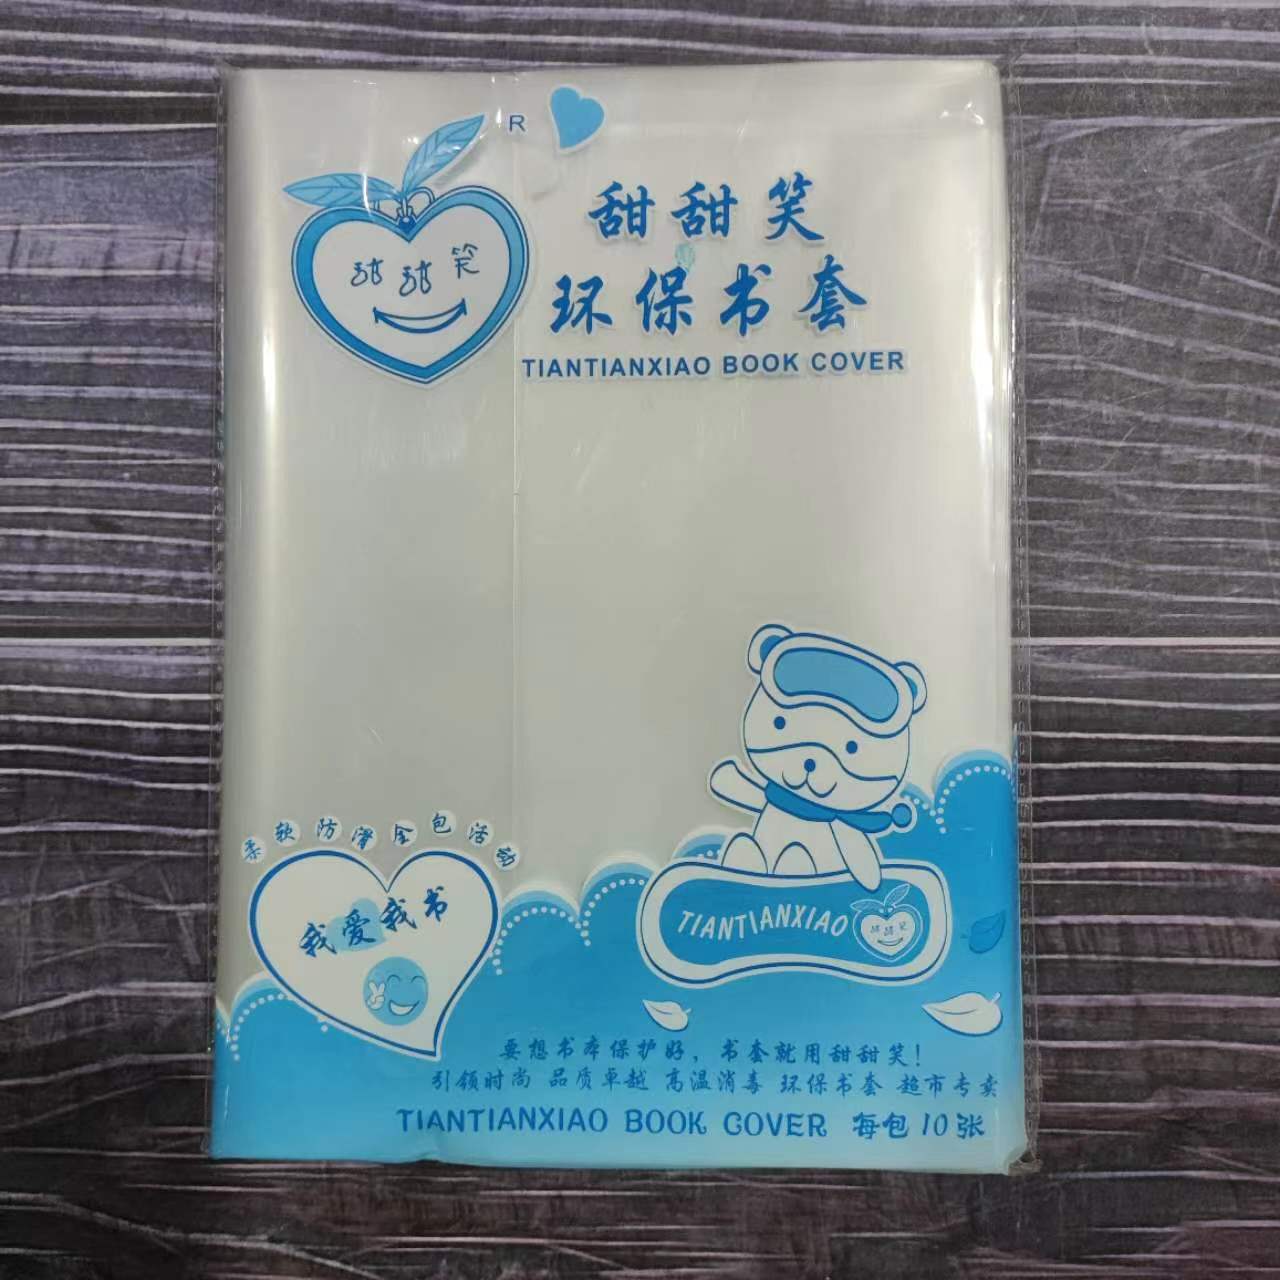 R
甜甜笑
甜甜笑
环保书套
TIANTIANXIAO BOOK COVER
柔软防滑全包活动
我爱我书
TIANTIANXIAO
甜甜笑
要想书本保护好，书套就用甜甜笑！
引领时尚 品质卓越 高温消毒 环保书套 超市专卖
TIANTIANXIAO BOOK COVER 每包10张